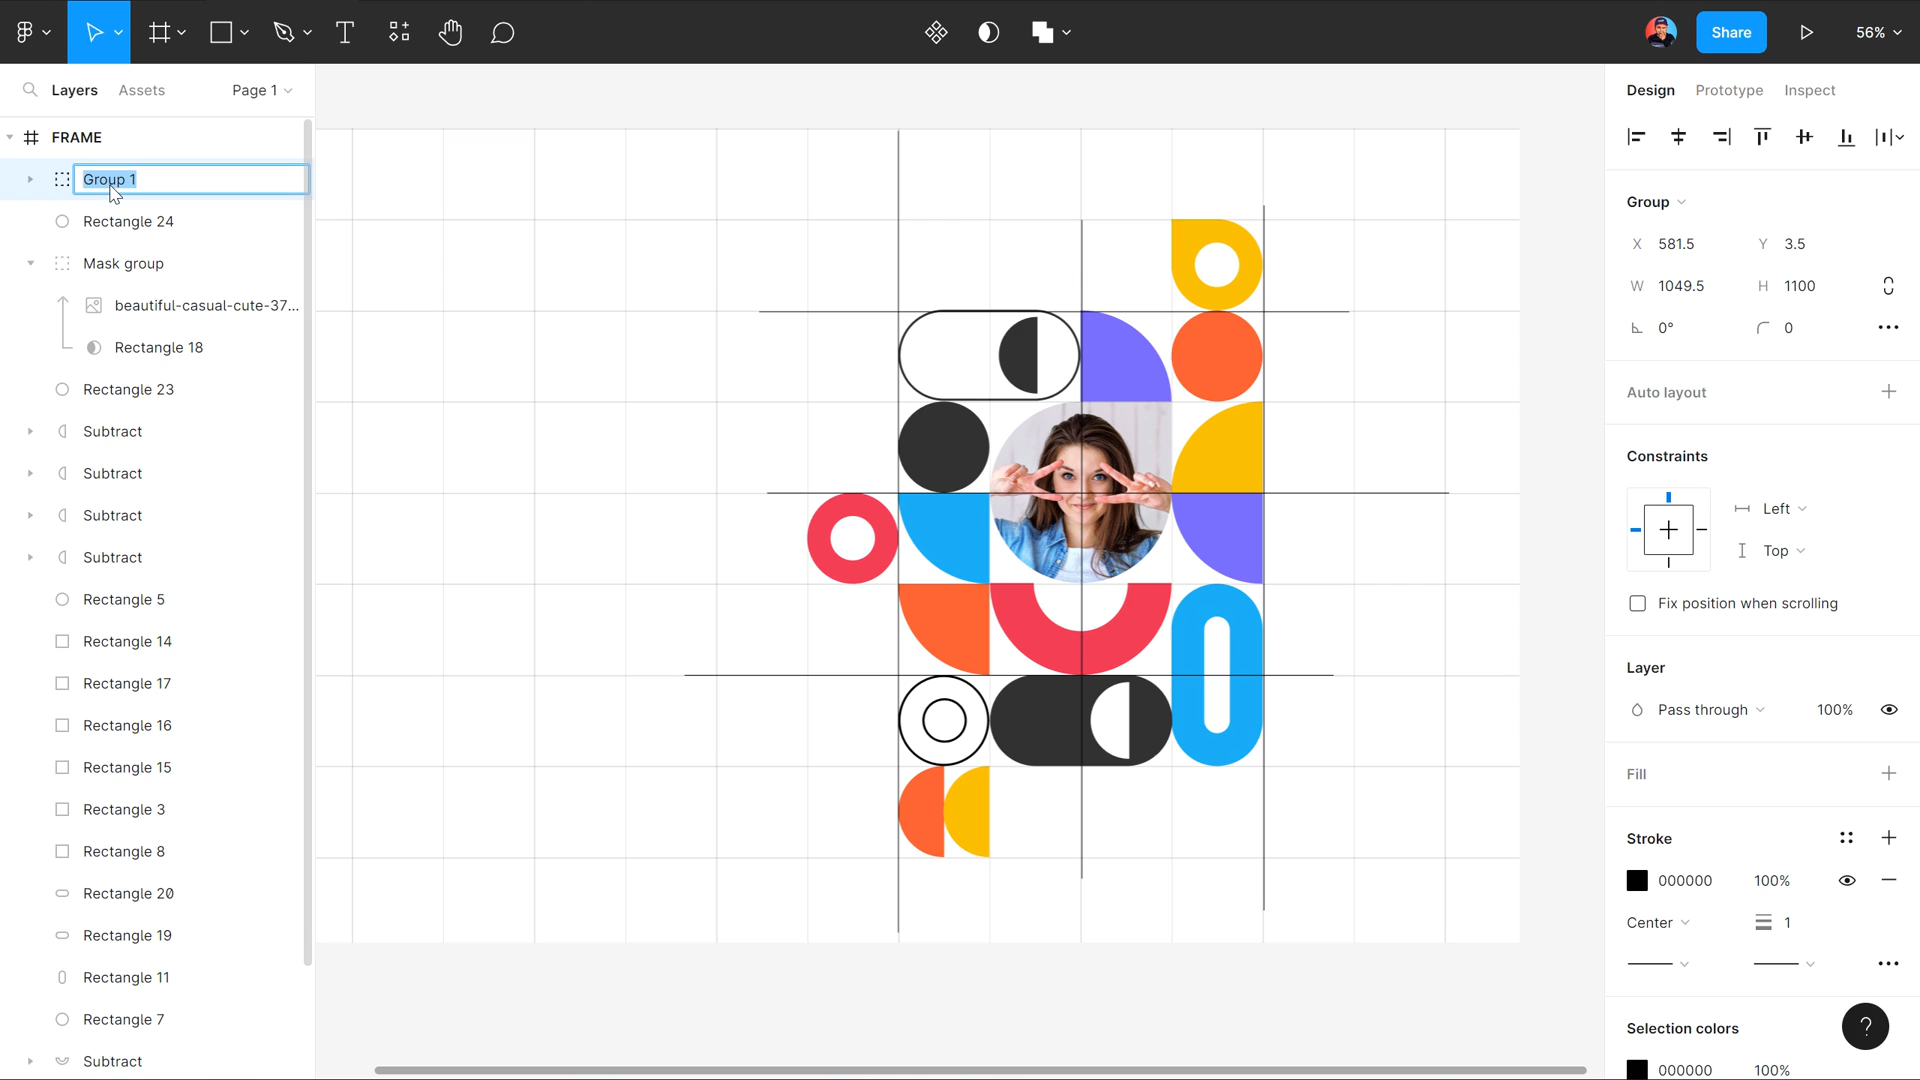 Share
56%
Layers
Assets
Page 1
FRAME
Group 1
Rectangle 24
Mask group
beautiful-casual-cute-37...
Rectangle 18
Rectangle 23
Subtract
Subtract
Subtract
Subtract
Rectangle 5
Rectangle 14
Rectangle 17
Rectangle 16
Rectangle 15
Rectangle 3
Rectangle 8
Rectangle 20
Rectangle 19
Rectangle 11
Rectangle 7
Subtract
Design
Prototype
Inspect
Group
X 581.5 Y 3.5
W 1049.5 H 1100
0° 0
Auto layout
Constraints
Left
Top
Fix position when scrolling
Layer
Pass through 100%
Fill
Stroke
000000 100%
Center 1
Selection colors
?
000000 100%